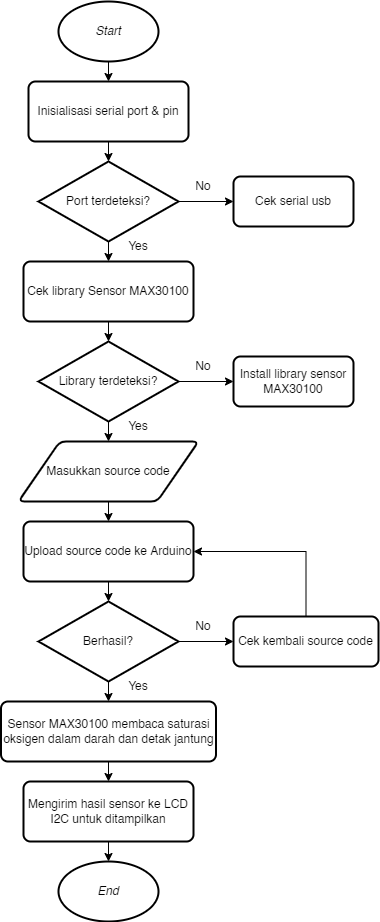 Start
Inisialisasi serial port & pin
Port terdeteksi?
No
Cek serial usb
Yes
Cek library Sensor MAX30100
Library terdeteksi?
No
Install library sensor
MAX30100
Yes
Masukkan source code
Upload source code ke Arduino
Berhasil?
No
Cek kembali source code
Yes
Sensor MAX30100 membaca saturasi
oksigen dalam darah dan detak jantung
Mengirim hasil sensor ke LCD
I2C untuk ditampilkan
End